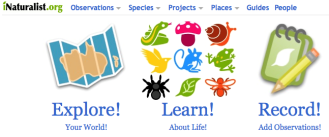 iNaturalist.org Observations Species Projects Places Guides People
Explore! Learn! Record!
Your World! About Life! Add Observations!